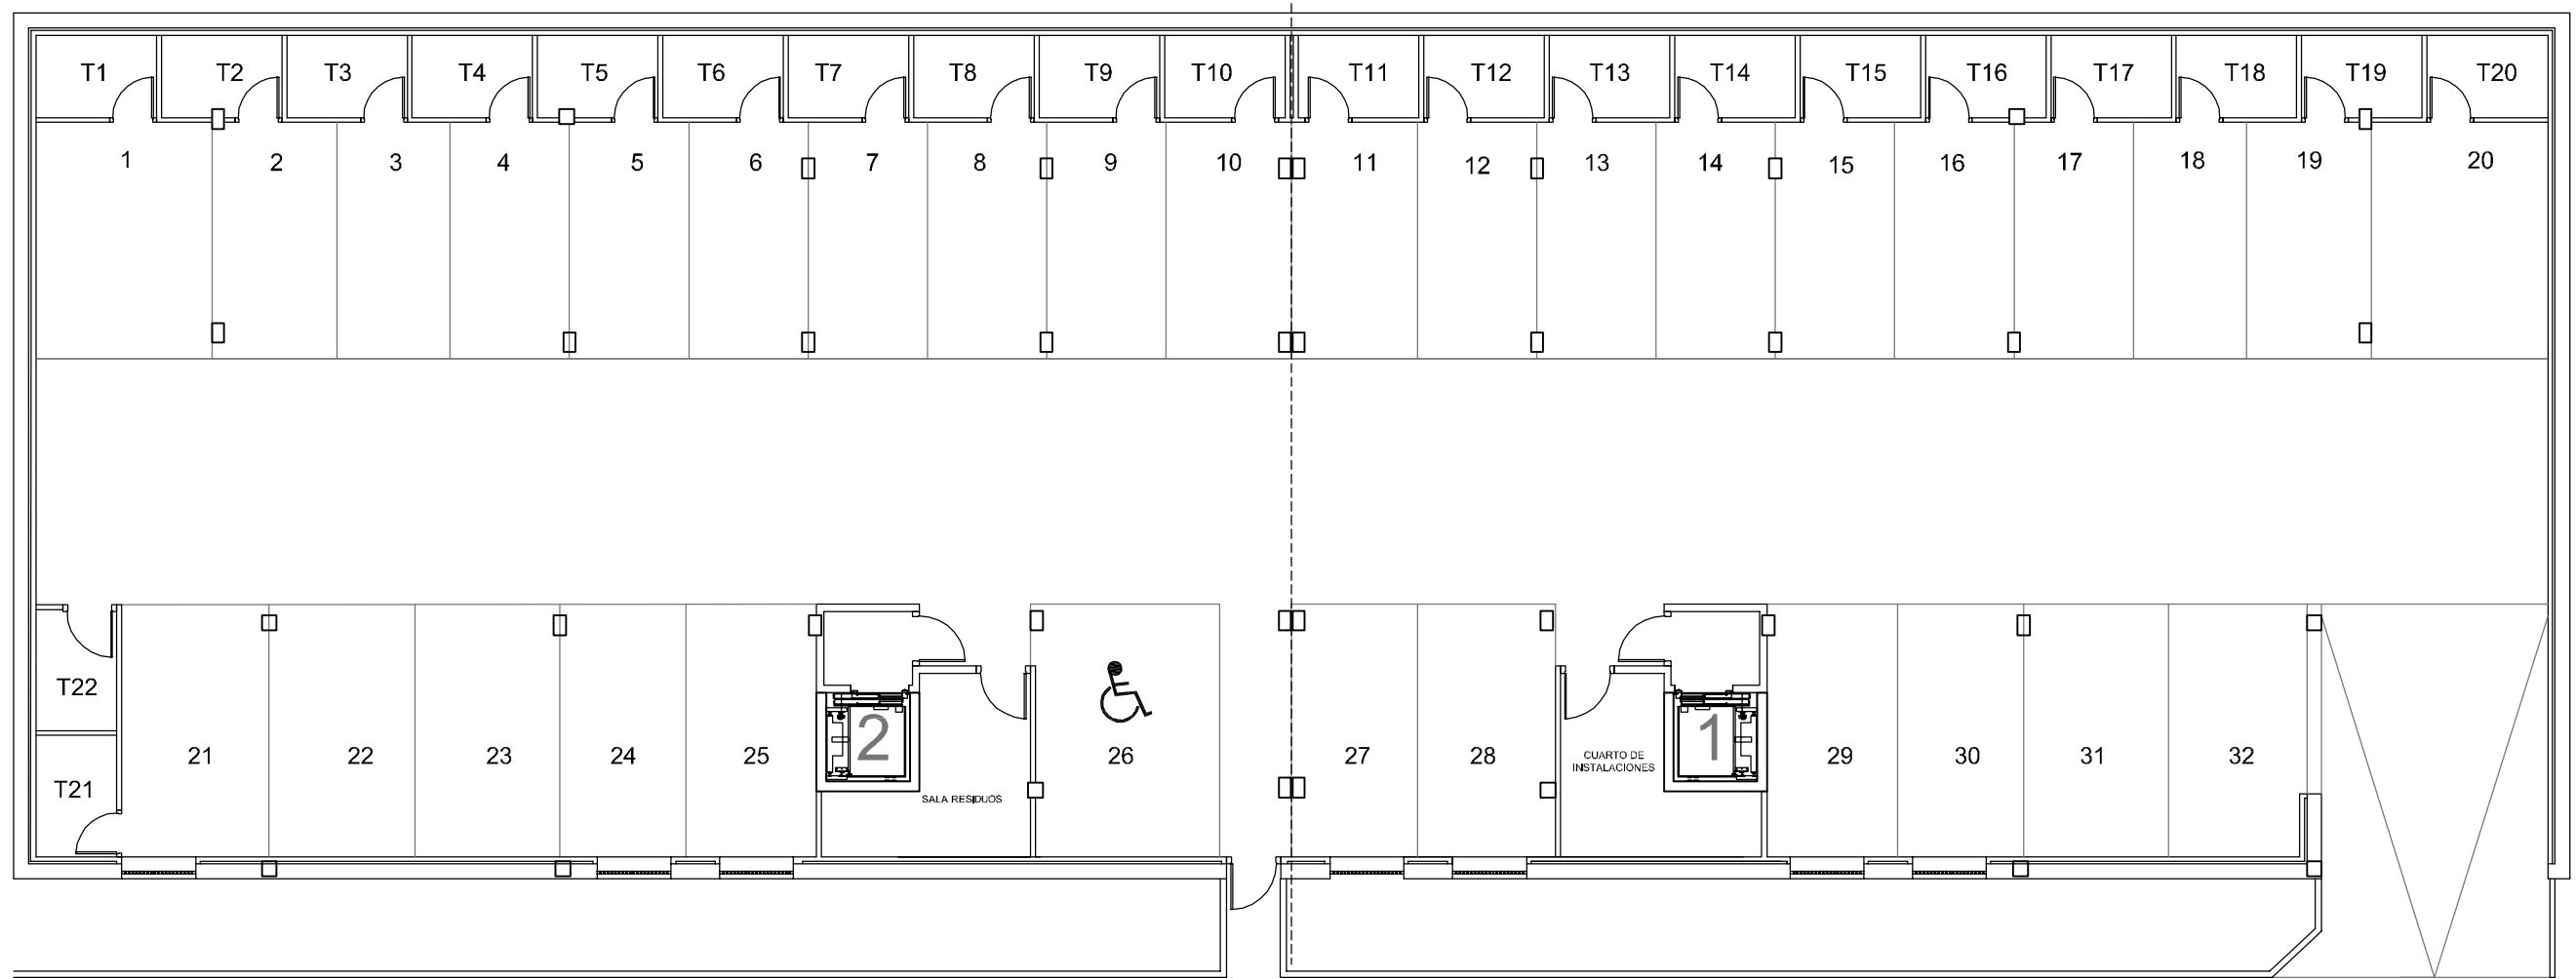 T1 T2 T3 T4 T5 T6 T7 T8 T9 T10 T11 T12 T13 T14 T15 T16 T17 T18 T19 T20
1 2 3 4 5 6 7 8 9 10 11 12 13 14 15 16 17 18 19 20
T22
2 1
21 22 23 24 25 26 27 28 29 30 31 32
CUARTO DE
INSTALACIONES
T21
SALA RESIDUOS